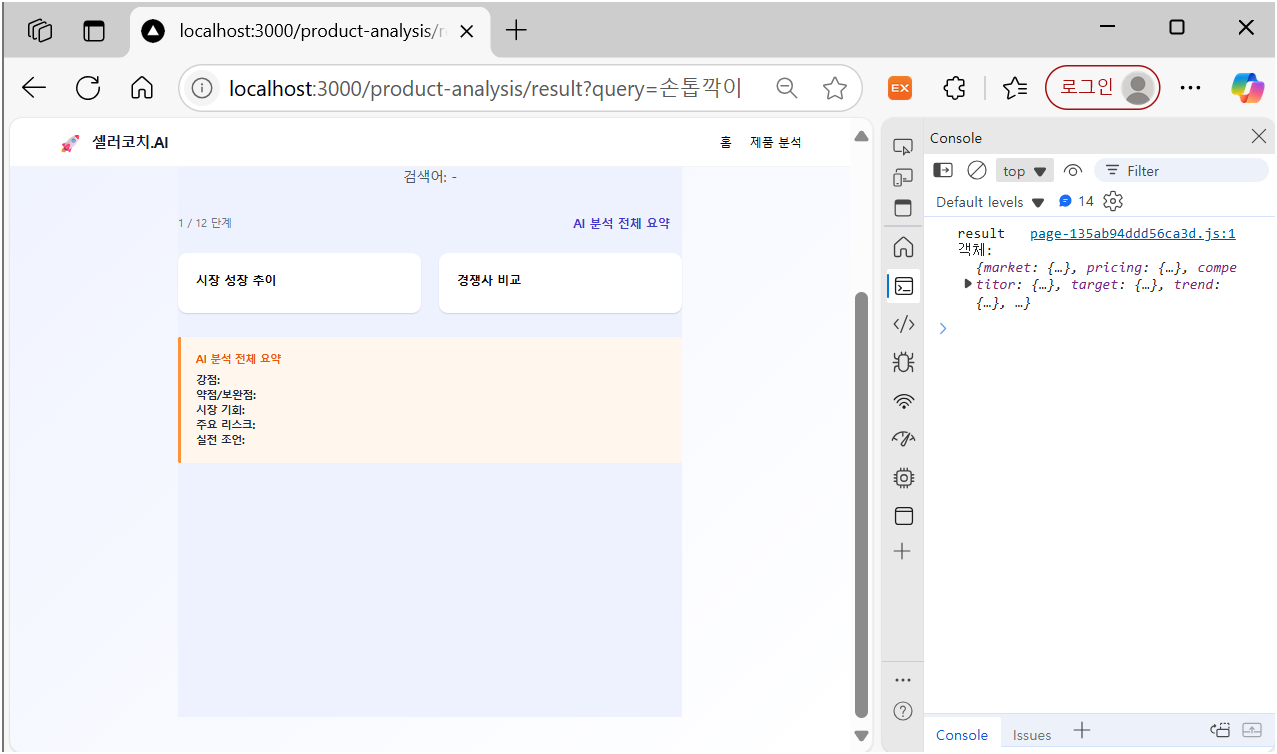 localhost:3000/product-analysis/r
localhost:3000/product-analysis/result?query=손톱깍이
EX
로그인
셀러코치.AI
홈 제품 분석
검색어: -
1 / 12 단계
AI 분석 전체 요약
시장 성장 추이
경쟁사 비교
AI 분석 전체 요약
강점:
약점/보완점:
시장 기회:
주요 리스크:
실전 조언:
Console
top
Filter
Default levels
14
result page-135ab94ddd56ca3d.js:1
객체:
{market: {…}, pricing: {…}, compe
titor: {…}, target: {…}, trend:
{…}, …}
Console
Issues